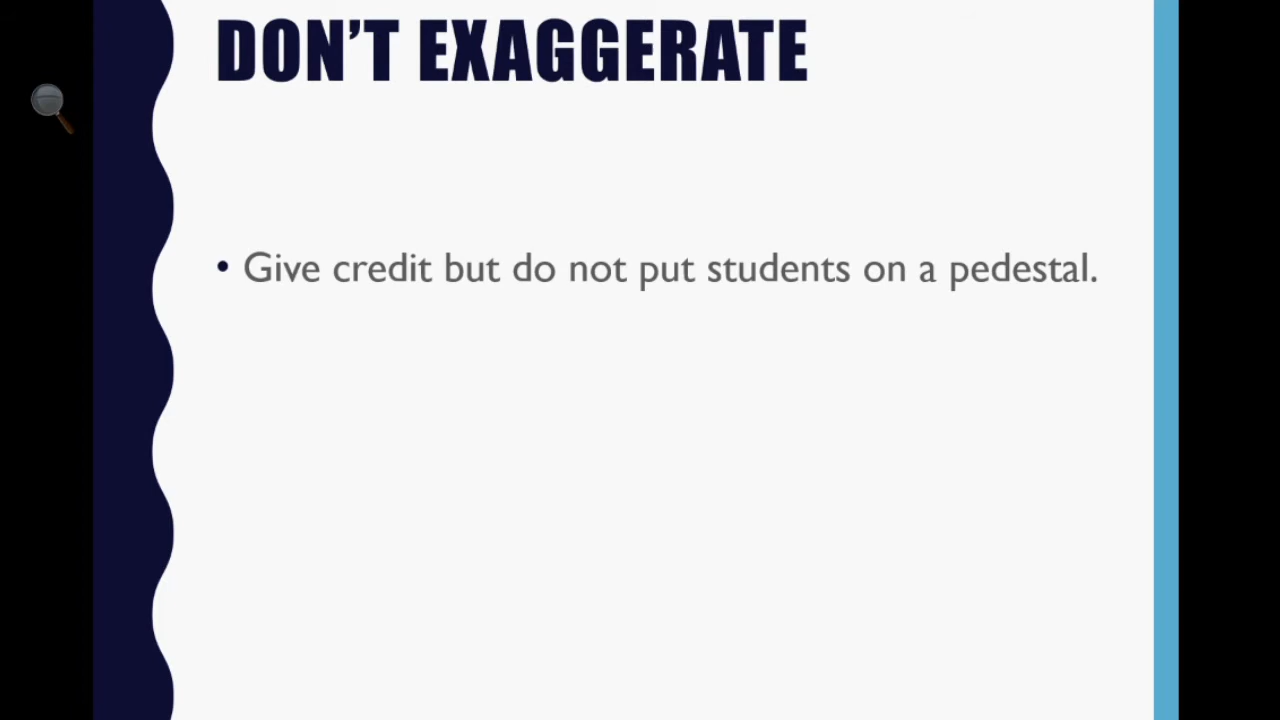 DON’T EXAGGERATE
• Give credit but do not put students on a pedestal.